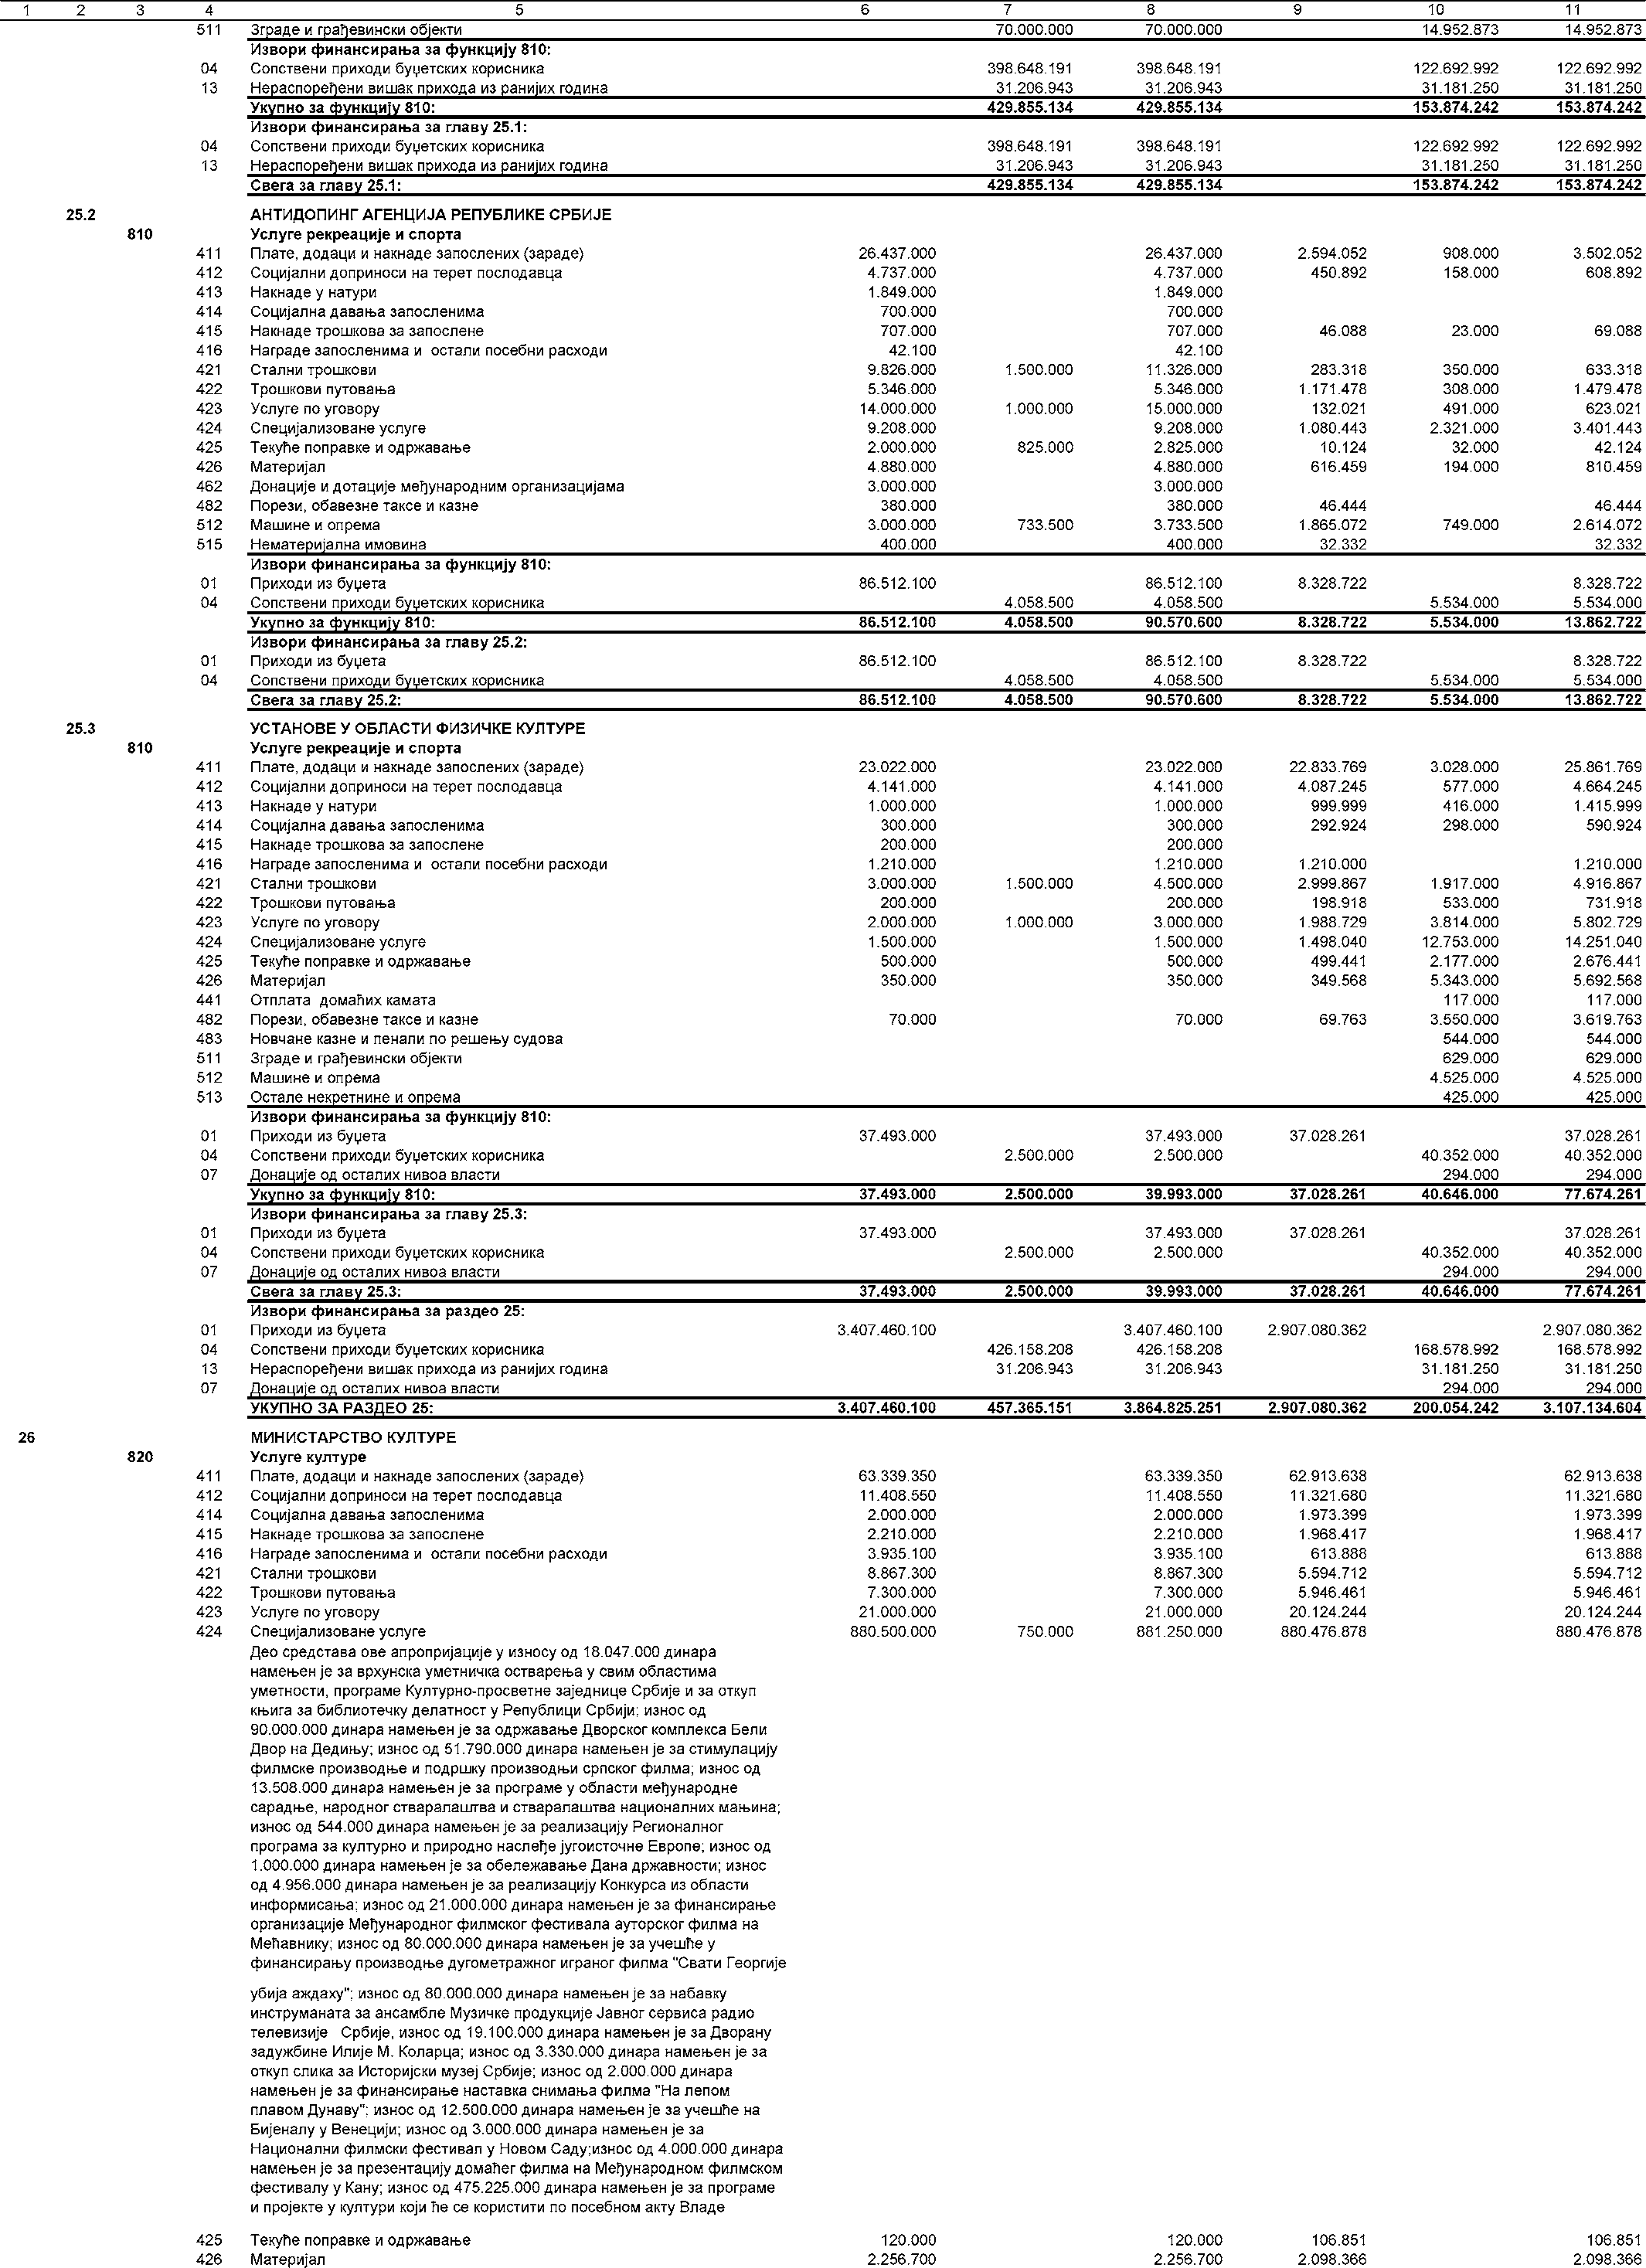 1 2 3 4 5 6 7 8 9 10 11
511 Зграде и грађевински објекти 70.000.000 70.000.000 14.952.873 14.952.873
Извори финансирања за функцију 810:
04 Сопствени приходи буџетских корисника 398.648.191 398.648.191 122.692.992 122.692.992
13 Нераспоређени вишак прихода из ранијих година 31.206.943 31.206.943 31.181.250 31.181.250
Укупно за функцију 810: 429.855.134 429.855.134 153.874.242 153.874.242
Извори финансирања за главу 25.1:
04 Сопствени приходи буџетских корисника 398.648.191 398.648.191 122.692.992 122.692.992
13 Нераспоређени вишак прихода из ранијих година 31.206.943 31.206.943 31.181.250 31.181.250
Свега за главу 25.1: 429.855.134 429.855.134 153.874.242 153.874.242
25.2 АНТИДОПИНГ АГЕНЦИЈА РЕПУБЛИКЕ СРБИЈЕ
810 Услуге рекреације и спорта
411 Плате, додаци и накнаде запослених (зараде) 26.437.000 26.437.000 2.594.052 908.000 3.502.052
412 Социјални доприноси на терет послодавца 4.737.000 4.737.000 450.892 158.000 608.892
413 Накнаде у натури 1.849.000 1.849.000
414 Социјална давања запосленима 700.000 700.000
415 Накнаде трошкова за запослене 707.000 707.000 46.088 23.000 69.088
416 Награде запосленима и остали посебни расходи 42.100 42.100
421 Стални трошкови 9.826.000 1.500.000 11.326.000 283.318 350.000 633.318
422 Трошкови путовања 5.346.000 5.346.000 1.171.478 308.000 1.479.478
423 Услуге по уговору 14.000.000 1.000.000 15.000.000 132.021 491.000 623.021
424 Специјализоване услуге 9.208.000 9.208.000 1.080.443 2.321.000 3.401.443
425 Текуће поправке и одржавање 2.000.000 825.000 2.825.000 10.124 32.000 42.124
426 Материјал 4.880.000 4.880.000 616.459 194.000 810.459
462 Донације и дотације међународним организацијама 3.000.000 3.000.000
482 Порези, обавезне таксе и казне 380.000 380.000 46.444 46.444
512 Машине и опрема 3.000.000 733.500 3.733.500 1.865.072 749.000 2.614.072
515 Нематеријална имовина 400.000 400.000 32.332 32.332
Извори финансирања за функцију 810:
01 Приходи из буџета 86.512.100 86.512.100 8.328.722 8.328.722
04 Сопствени приходи буџетских корисника 4.058.500 4.058.500 5.534.000 5.534.000
Укупно за функцију 810: 86.512.100 4.058.500 90.570.600 8.328.722 5.534.000 13.862.722
Извори финансирања за главу 25.2:
01 Приходи из буџета 86.512.100 86.512.100 8.328.722 8.328.722
04 Сопствени приходи буџетских корисника 4.058.500 4.058.500 5.534.000 5.534.000
Свега за главу 25.2: 86.512.100 4.058.500 90.570.600 8.328.722 5.534.000 13.862.722
25.3 УСТАНОВЕ У ОБЛАСТИ ФИЗИЧКЕ КУЛТУРЕ
810 Услуге рекреације и спорта
411 Плате, додаци и накнаде запослених (зараде) 23.022.000 23.022.000 22.833.769 3.028.000 25.861.769
412 Социјални доприноси на терет послодавца 4.141.000 4.141.000 4.087.245 577.000 4.664.245
413 Накнаде у натури 1.000.000 1.000.000 999.999 416.000 1.415.999
414 Социјална давања запосленима 300.000 300.000 292.924 298.000 590.924
415 Накнаде трошкова за запослене 200.000 200.000
416 Награде запосленима и остали посебни расходи 1.210.000 1.210.000 1.210.000 1.210.000
421 Стални трошкови 3.000.000 1.500.000 4.500.000 2.999.867 1.917.000 4.916.867
422 Трошкови путовања 200.000 200.000 198.918 533.000 731.918
423 Услуге по уговору 2.000.000 1.000.000 3.000.000 1.988.729 3.814.000 5.802.729
424 Специјализоване услуге 1.500.000 1.500.000 1.498.040 12.753.000 14.251.040
425 Текуће поправке и одржавање 500.000 500.000 499.441 2.177.000 2.676.441
426 Материјал 350.000 350.000 349.568 5.343.000 5.692.568
441 Отплата домаћих камата 117.000 117.000
482 Порези, обавезне таксе и казне 70.000 70.000 69.763 3.550.000 3.619.763
483 Новчане казне и пенали по решењу судова 544.000 544.000
511 Зграде и грађевински објекти 629.000 629.000
512 Машине и опрема 4.525.000 4.525.000
513 Остале некретнине и опрема 425.000 425.000
Извори финансирања за функцију 810:
01 Приходи из буџета 37.493.000 37.493.000 37.028.261 37.028.261
04 Сопствени приходи буџетских корисника 2.500.000 2.500.000 40.352.000 40.352.000
07 Донације од осталих нивоа власти 294.000 294.000
Укупно за функцију 810: 37.493.000 2.500.000 39.993.000 37.028.261 40.646.000 77.674.261
Извори финансирања за главу 25.3:
01 Приходи из буџета 37.493.000 37.493.000 37.028.261 37.028.261
04 Сопствени приходи буџетских корисника 2.500.000 2.500.000 40.352.000 40.352.000
07 Донације од осталих нивоа власти 294.000 294.000
Свега за главу 25.3: 37.493.000 2.500.000 39.993.000 37.028.261 40.646.000 77.674.261
Извори финансирања за раздео 25:
01 Приходи из буџета 3.407.460.100 3.407.460.100 2.907.080.362 2.907.080.362
04 Сопствени приходи буџетских корисника 426.158.208 426.158.208 168.578.992 168.578.992
13 Нераспоређени вишак прихода из ранијих година 31.206.943 31.206.943 31.181.250 31.181.250
07 Донације од осталих нивоа власти 294.000 294.000
УКУПНО ЗА РАЗДЕО 25: 3.407.460.100 457.365.151 3.864.825.251 2.907.080.362 200.054.242 3.107.134.604
26 МИНИСТАРСТВО КУЛТУРЕ
820 Услуге културе
411 Плате, додаци и накнаде запослених (зараде) 63.339.350 63.339.350 62.913.638 62.913.638
412 Социјални доприноси на терет послодавца 11.408.550 11.408.550 11.321.680 11.321.680
414 Социјална давања запосленима 2.000.000 2.000.000 1.973.399 1.973.399
415 Накнаде трошкова за запослене 2.210.000 2.210.000 1.968.417 1.968.417
416 Награде запосленима и остали посебни расходи 3.935.100 3.935.100 613.888 613.888
421 Стални трошкови 8.867.300 8.867.300 5.594.712 5.594.712
422 Трошкови путовања 7.300.000 7.300.000 5.946.461 5.946.461
423 Услуге по уговору 21.000.000 21.000.000 20.124.244 20.124.244
424 Специјализоване услуге 880.500.000 750.000 881.250.000 880.476.878 880.476.878
Део средстава ове апропријације у износу од 18.047.000 динара
намењен је за врхунска уметничка остварења у свим областима
уметности, програме Културно-просветне заједнице Србије и за откуп
књига за библиотечку делатност у Републици Србији; износ од
90.000.000 динара намењен је за одржавање Дворског комплекса Бели
Двор на Дедињу; износ од 51.790.000 динара намењен је за стимулацију
филмске производње и подршку производњи српског филма; износ од
13.508.000 динара намењен је за програме у области међународне
сарадње, народног стваралаштва и стваралаштва националних мањина;
износ од 544.000 динара намењен је за реализацију Регионалног
програма за културно и природно наслеђе југоисточне Европе; износ од
1.000.000 динара намењен је за обележавање Дана државности; износ
од 4.956.000 динара намењен је за реализацију Конкурса из области
информисања; износ од 21.000.000 динара намењен је за финансирање
организације Међународног филмског фестивала ауторског филма на
Мећавнику; износ од 80.000.000 динара намењен је за учешће у
финансирању производње дугометражног играног филма "Свати Георгије
убија аждаху"; износ од 80.000.000 динара намењен је за набавку
инструманата за ансамбле Музичке продукције Јавног сервиса радио
телевизије Србије, износ од 19.100.000 динара намењен је за Дворану
задужбине Илије М. Коларца; износ од 3.330.000 динара намењен је за
откуп слика за Историјски музеј Србије; износ од 2.000.000 динара
намењен је за финансирање наставка снимања филма "На лепом
плавом Дунаву"; износ од 12.500.000 динара намењен је за учешће на
Бијеналу у Венецији; износ од 3.000.000 динара намењен је за
Национални филмски фестивал у Новом Саду;износ од 4.000.000 динара
намењен је за презентацију домаћег филма на Међународном филмском
фестивалу у Кану; износ од 475.225.000 динара намењен је за програме
и пројекте у култури који ће се користити по посебном акту Владе
425 Текуће поправке и одржавање 120.000 120.000 106.851 106.851
426 Материјал 2.256.700 2.256.700 2.098.366 2.098.366